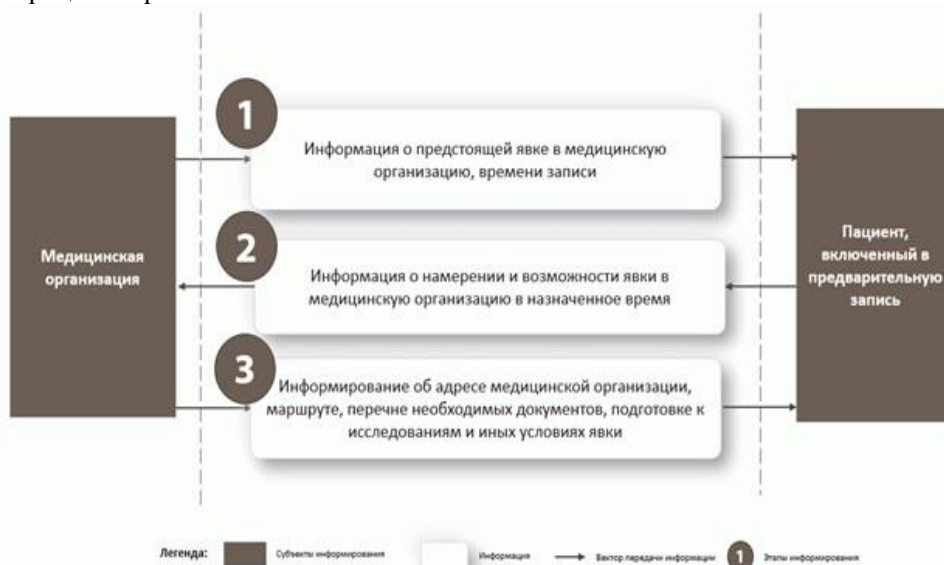 1
Информация о предстоящей явке в медицинскую
организацию, времени записи
Медицинская
организация
2
Информация о намерении и возможности явки в
медицинскую организацию в назначенное время
Пациент,
включенный в
предварительную
запись
3
Информирование об адресе медицинской организации,
маршруте, перечне необходимых документов, подготовке к
исследованиям и иных условиях явки
Легенда:
Субъекты информирования
Информация
Вектор передачи информации
1
Этапы информирования